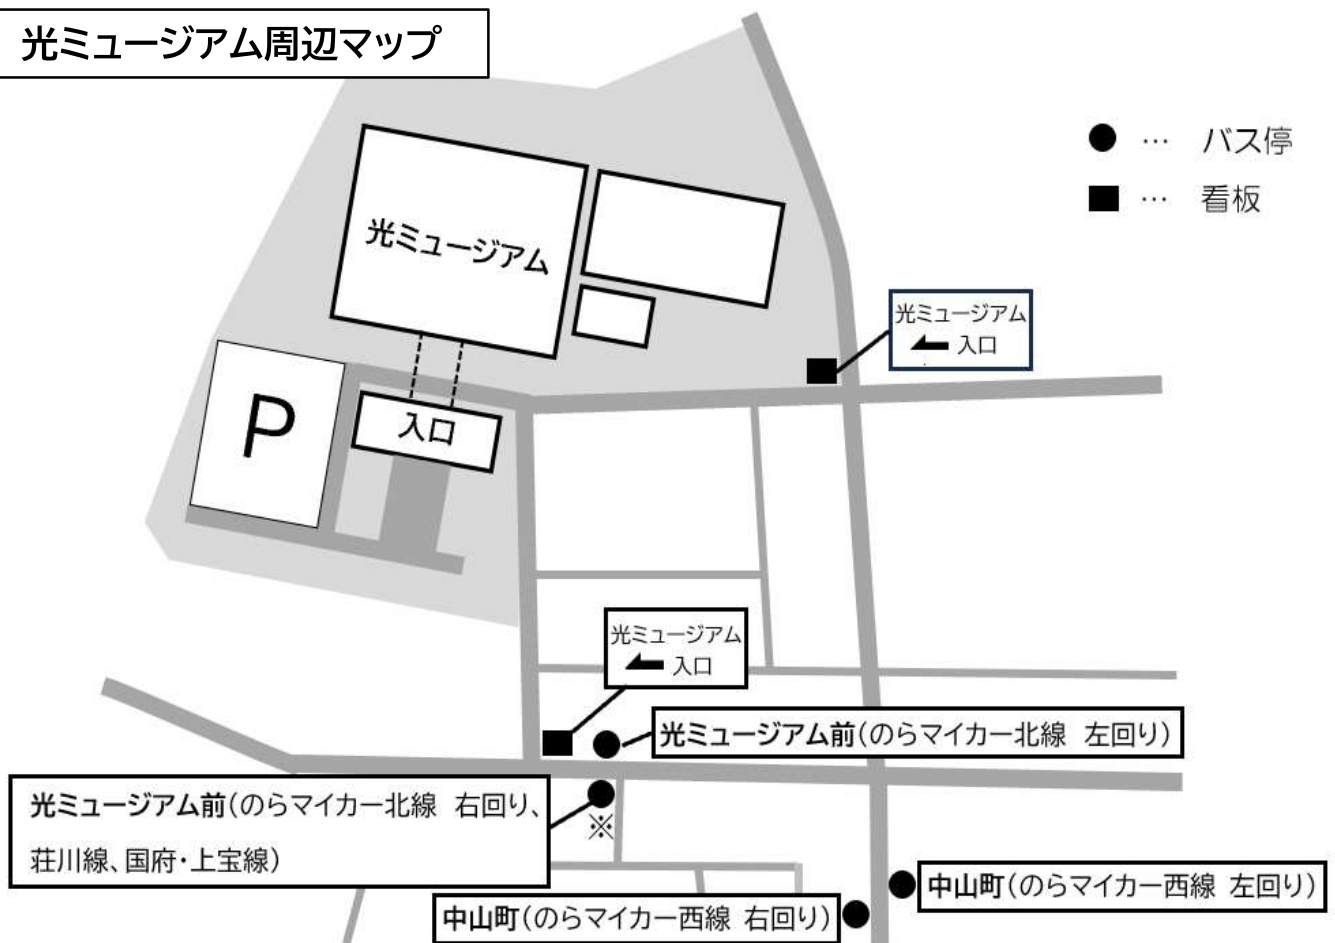 光ミュージアム周辺マップ
● … バス停
■ … 看板
光ミュージアム
光ミュージアム
← 入口
P
入口
光ミュージアム
← 入口
光ミュージアム前(のらマイカー北線 左回り)
光ミュージアム前(のらマイカー北線 右回り、
荘川線、国府・上宝線)
※
中山町(のらマイカー西線 左回り)
中山町(のらマイカー西線 右回り)